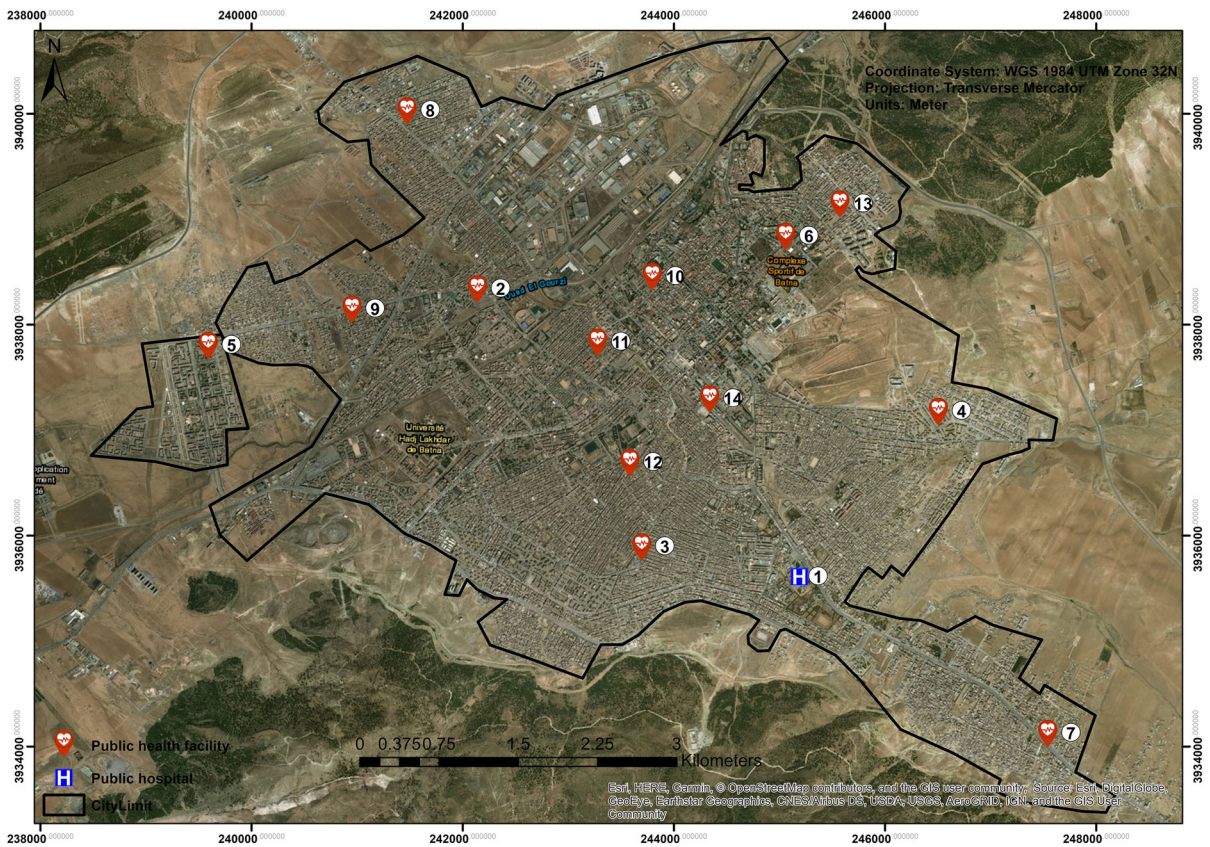 238000.000000 240000.000000 242000.000000 244000.000000 246000.000000 248000.000000
N
Coordinate System: WGS 1984 UTM Zone 32N
Projection: Transverse Mercator
Units: Meter
3940000.000000 3940000.000000
8
13
6
Complexe
Sportif de
Batna
10
2
Oued El Gourzi
9
3938000.000000 3938000.000000
11
5
14
4
Université
Hadj Lakhdar
de Batna
12
pplication
ment
dé
3
3936000.000000 3936000.000000
H 1
7
3934000.000000 3934000.000000
Public health facility
H Public hospital
CityLimit
0 0.375 0.75 1.5 2.25 3
Kilometers
Esri, HERE, Garmin, © OpenStreetMap contributors, and the GIS user community, Source: Esri, DigitalGlobe,
GeoEye, Earthstar Geographics, CNES/Airbus DS, USDA, USGS, AeroGRID, IGN, and the GIS User
Community
238000.000000 240000.000000 242000.000000 244000.000000 246000.000000 248000.000000